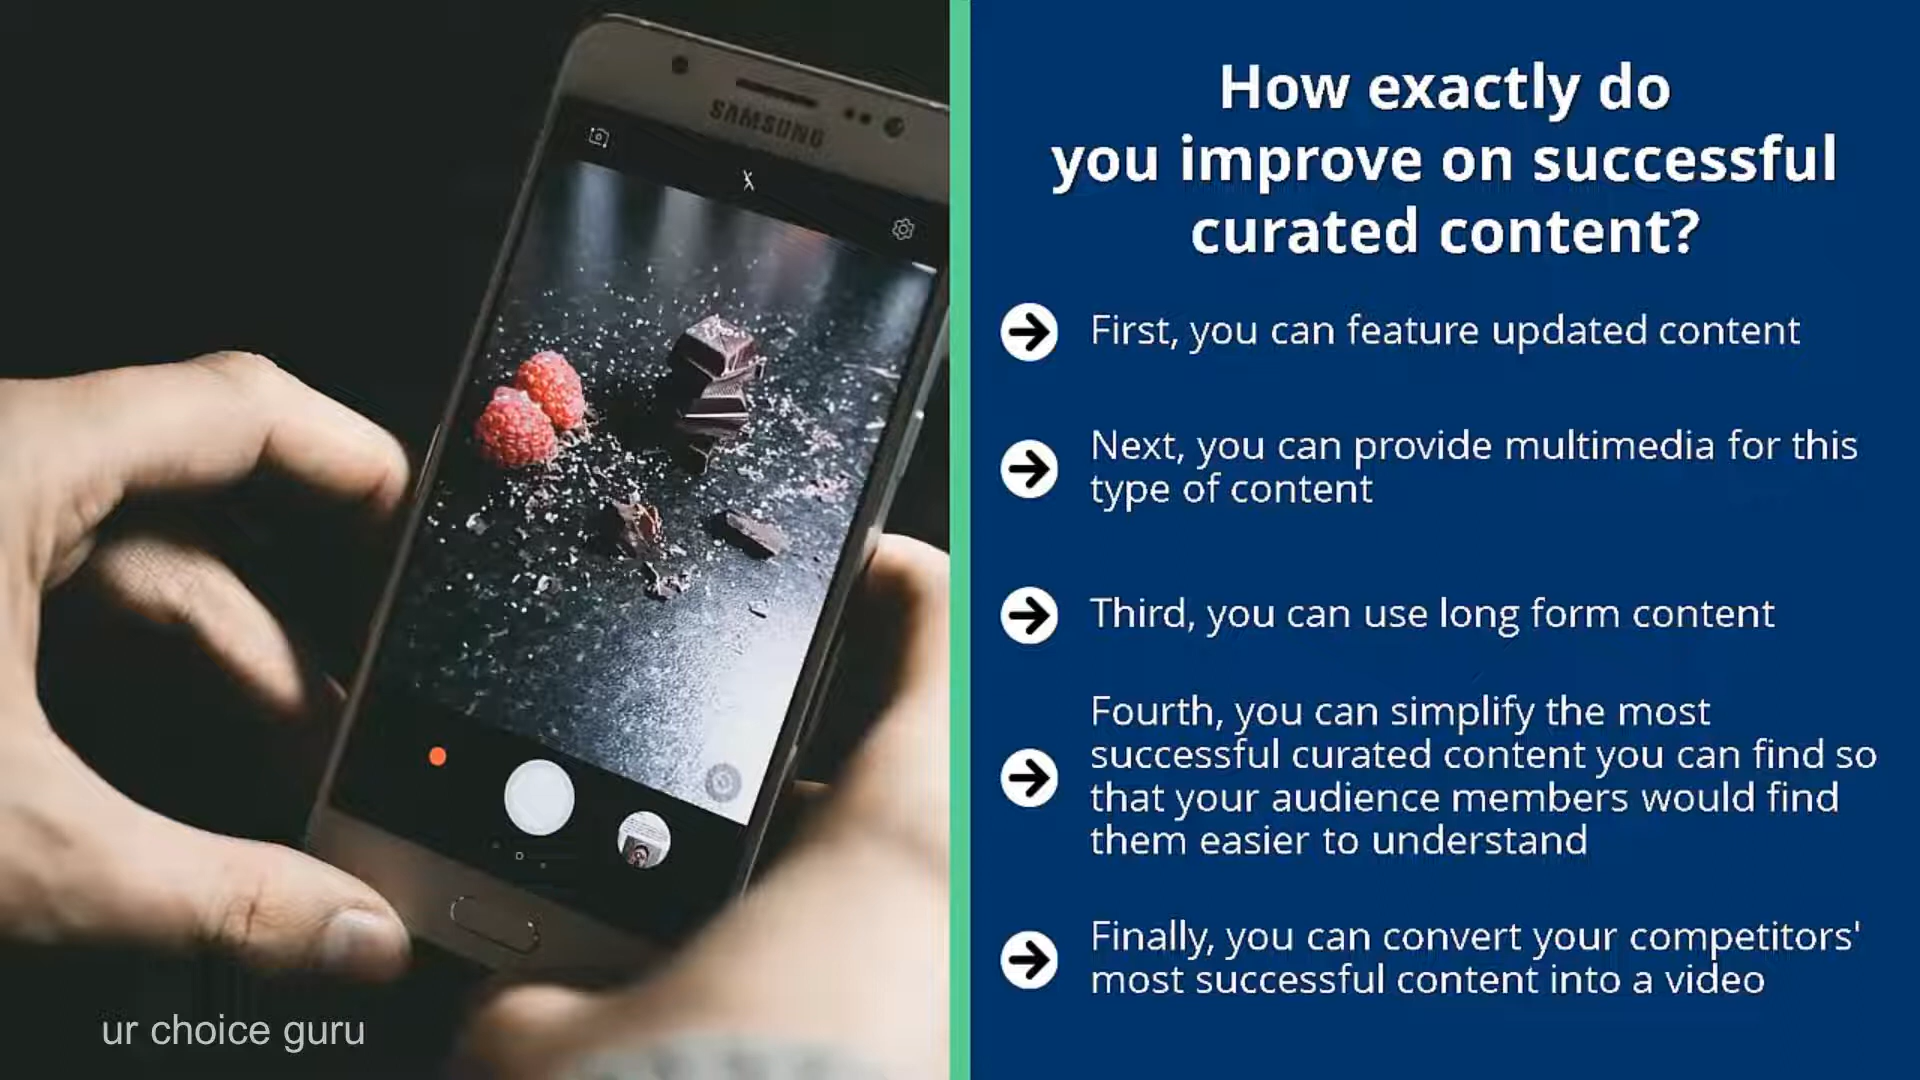 SAMSUNG
How exactly do
you improve on successful
curated content?
First, you can feature updated content
Next, you can provide multimedia for this
type of content
Third, you can use long form content
Fourth, you can simplify the most
successful curated content you can find so
that your audience members would find
them easier to understand
Finally, you can convert your competitors'
most successful content into a video
ur choice guru